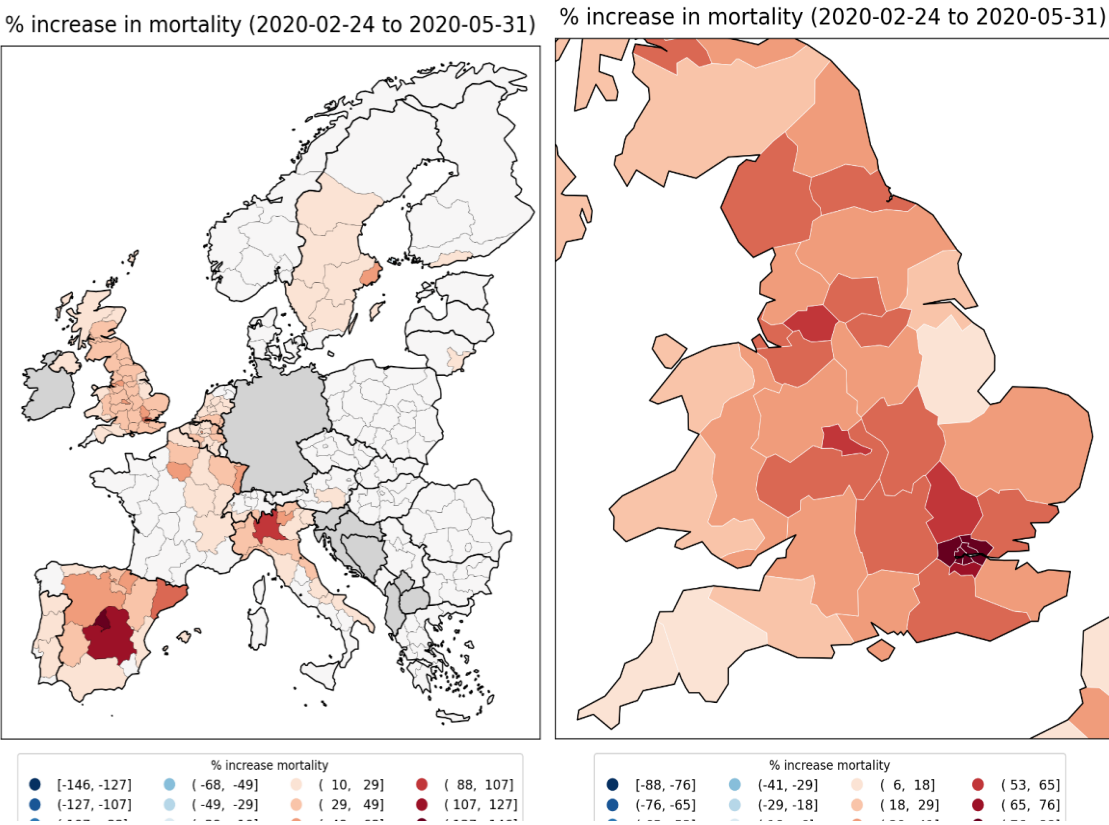 % increase in mortality (2020-02-24 to 2020-05-31)
% increase in mortality (2020-02-24 to 2020-05-31)
% increase mortality
[-146, -127] ( -68, -49] ( 10, 29] ( 88, 107]
(-127, -107] ( -49, -29] ( 29, 49] ( 107, 127]
% increase mortality
[-88, -76] (-41, -29] ( 6, 18] ( 53, 65]
(-76, -65] (-29, -18] ( 18, 29] ( 65, 76]